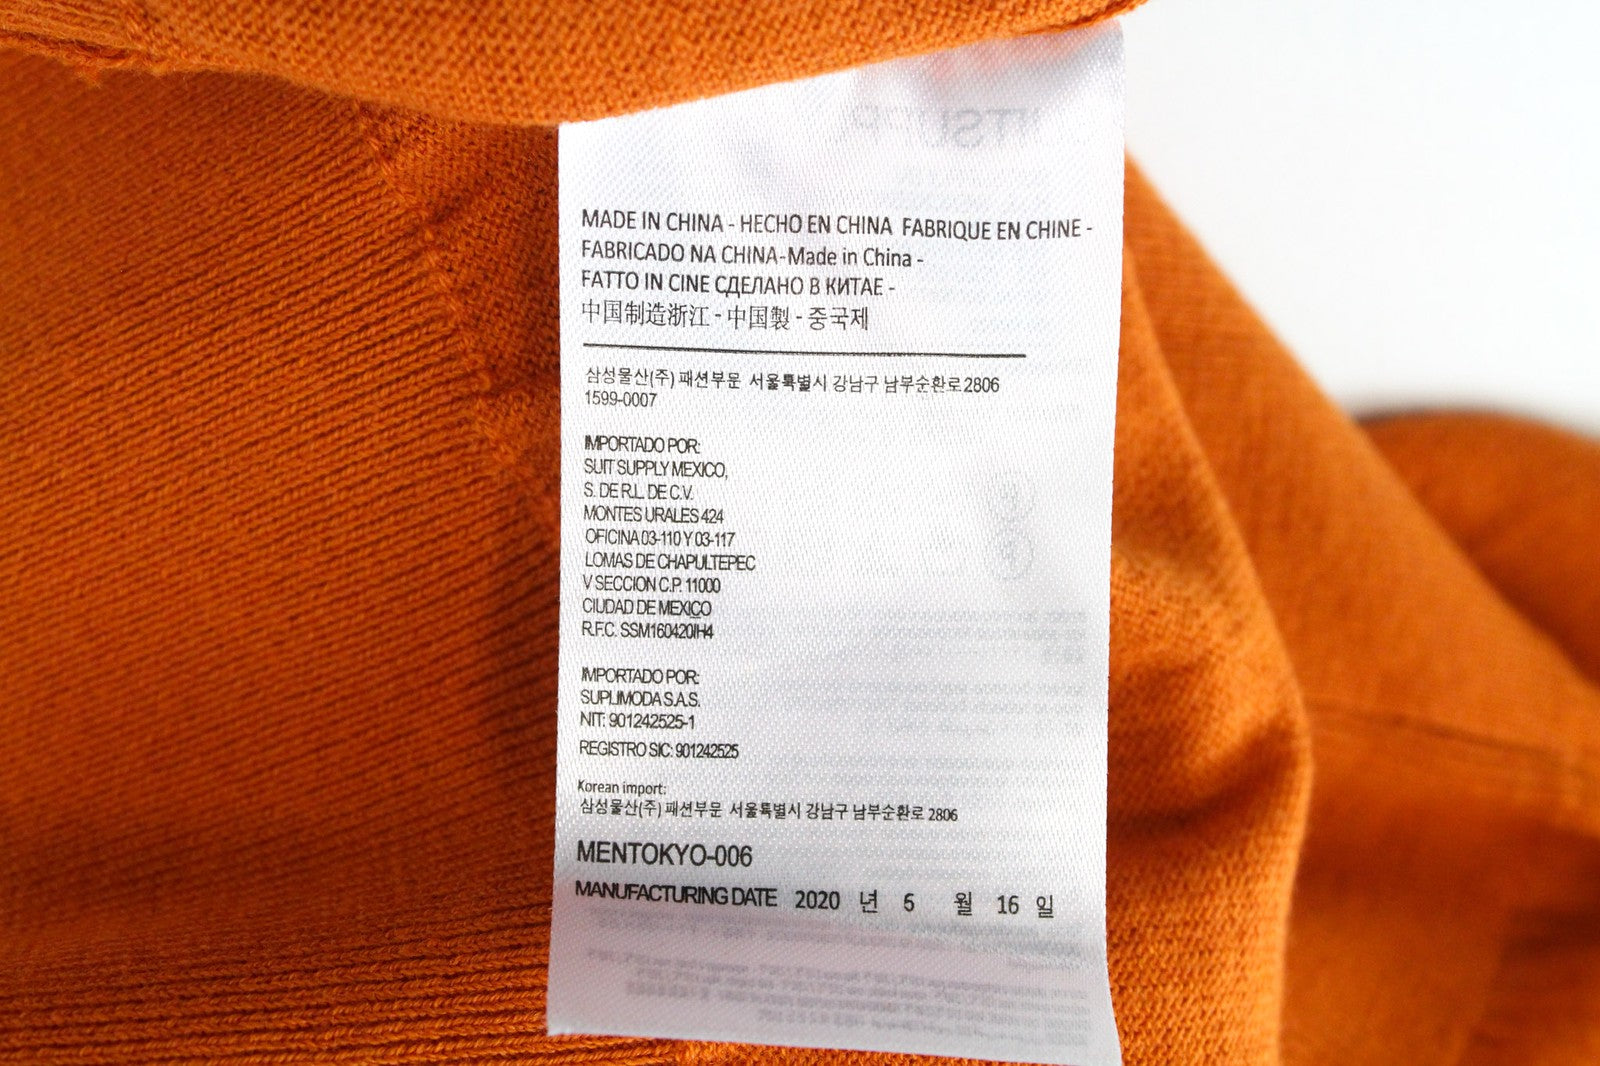 MADE IN CHINA - HECHO EN CHINA FABRIQUE EN CHINE -
FABRICADO NA CHINA-Made in China -
FATTO IN CINE СДЕЛАНО В КИТАЕ -
中国制造浙江 - 中国製 - 중국제
삼성물산(주) 패션부문 서울특별시 강남구 남부순환로 2806
1599-0007
IMPORTADO POR:
SUIT SUPPLY MEXICO,
S. DE R.L. DE C.V.
MONTES URALES 424
OFICINA 03-110 Y 03-117
LOMAS DE CHAPULTEPEC
V SECCION C.P. 11000
CIUDAD DE MEXICO
R.F.C. SSM160420IH4
IMPORTADO POR:
SUPLIMODA S.A.S.
NIT: 901242525-1
REGISTRO SIC: 901242525
Korean import:
삼성물산(주) 패션부문 서울특별시 강남구 남부순환로 2806
MENTOKYO-006
MANUFACTURING DATE 2020 년 6 월 16 일